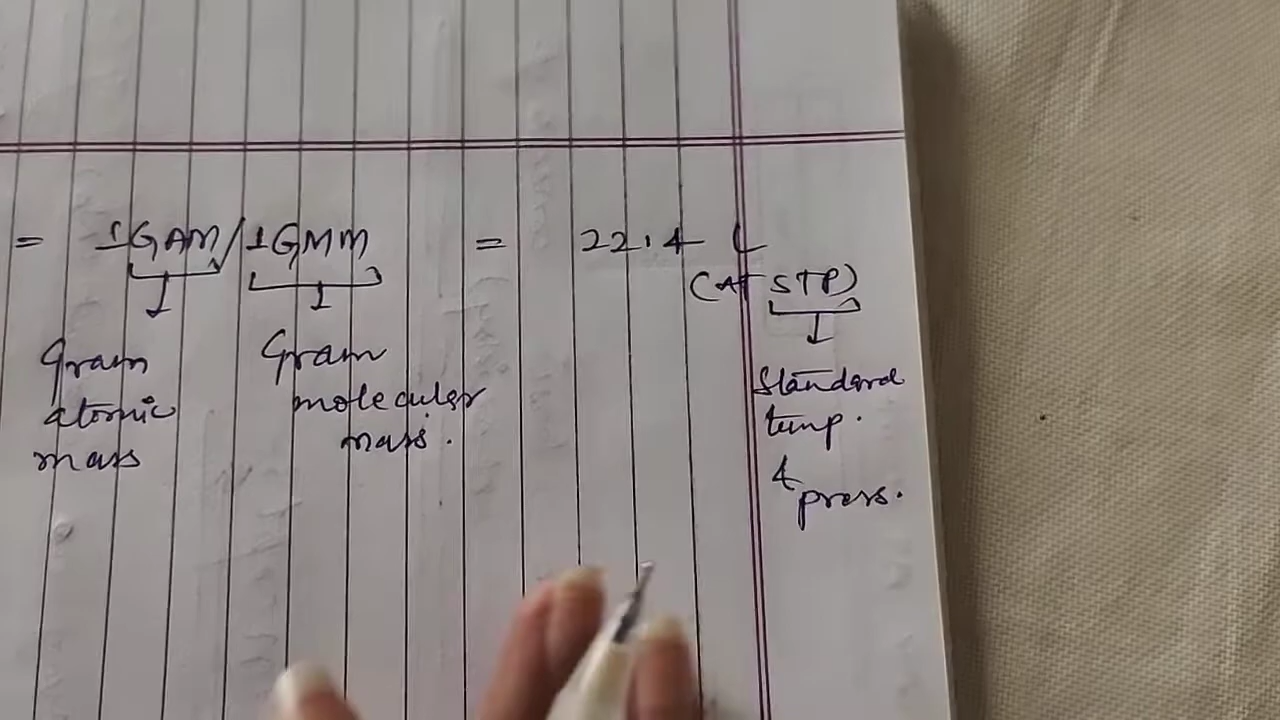 = 1GAM/1GMM = 22.4 L
(At STP)
Gram
atomic
mass
Gram
molecular
mass.
Standard
temp.
&
press.